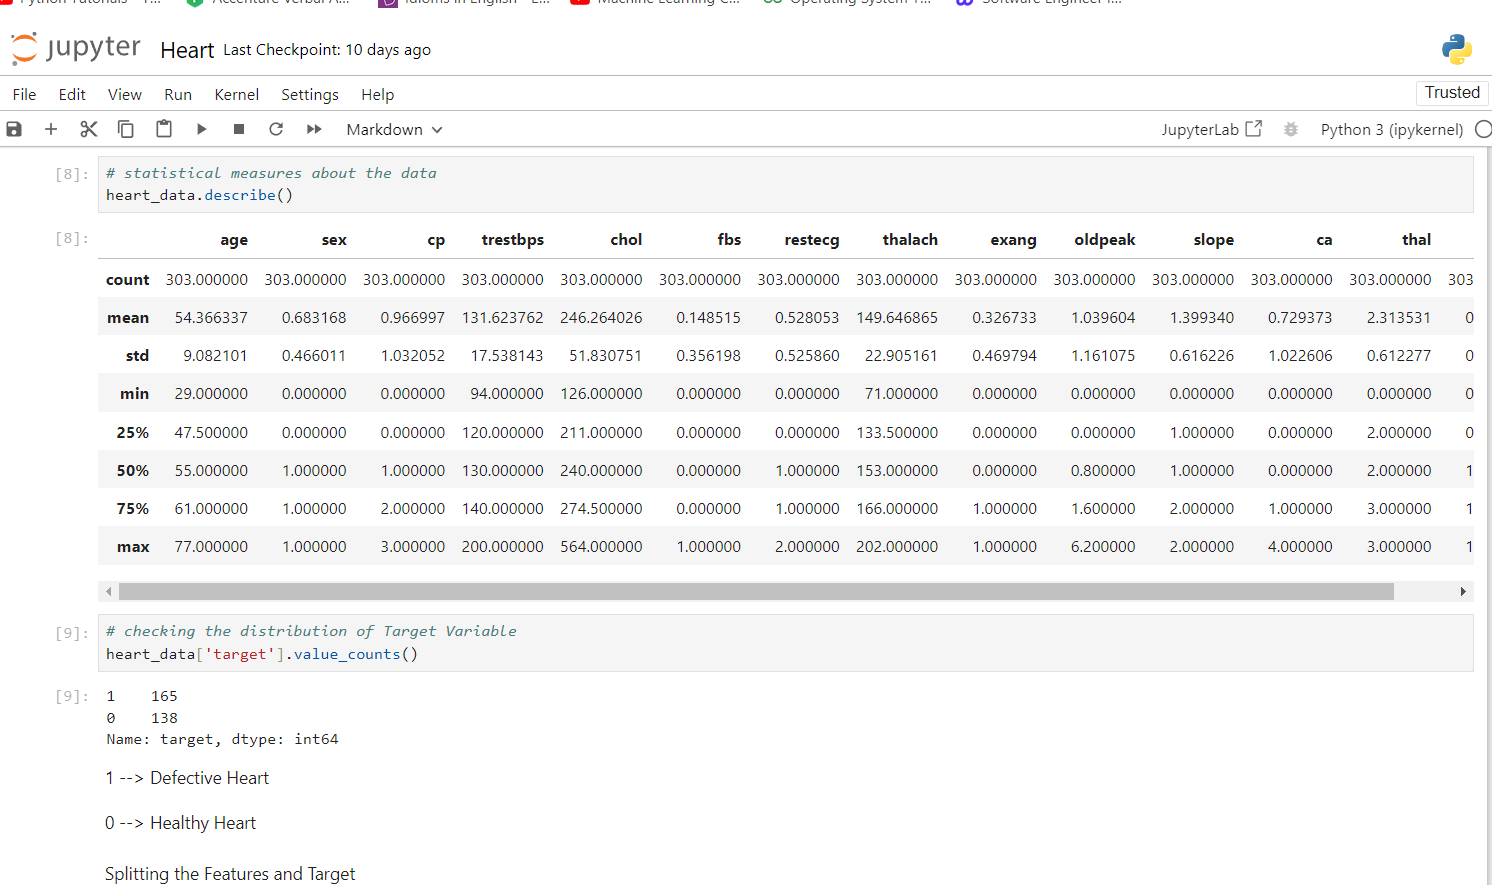 Python Tutorials - T...   Accenture Verbal A...   Idioms in English - E...   Machine Learning C...   Operating System T...   Software Engineer I...
jupyter Heart Last Checkpoint: 10 days ago
File Edit View Run Kernel Settings Help Trusted
Markdown JupyterLab Python 3 (ipykernel)
[8]: # statistical measures about the data
heart_data.describe()
[8]: age sex cp trestbps chol fbs restecg thalach exang oldpeak slope ca thal
count 303.000000 303.000000 303.000000 303.000000 303.000000 303.000000 303.000000 303.000000 303.000000 303.000000 303.000000 303.000000 303.000000 303
mean 54.366337 0.683168 0.966997 131.623762 246.264026 0.148515 0.528053 149.646865 0.326733 1.039604 1.399340 0.729373 2.313531 0
std 9.082101 0.466011 1.032052 17.538143 51.830751 0.356198 0.525860 22.905161 0.469794 1.161075 0.616226 1.022606 0.612277 0
min 29.000000 0.000000 0.000000 94.000000 126.000000 0.000000 0.000000 71.000000 0.000000 0.000000 0.000000 0.000000 0.000000 0
25% 47.500000 0.000000 0.000000 120.000000 211.000000 0.000000 0.000000 133.500000 0.000000 0.000000 1.000000 0.000000 2.000000 0
50% 55.000000 1.000000 1.000000 130.000000 240.000000 0.000000 1.000000 153.000000 0.000000 0.800000 1.000000 0.000000 2.000000 1
75% 61.000000 1.000000 2.000000 140.000000 274.500000 0.000000 1.000000 166.000000 1.000000 1.600000 2.000000 1.000000 3.000000 1
max 77.000000 1.000000 3.000000 200.000000 564.000000 1.000000 2.000000 202.000000 1.000000 6.200000 2.000000 4.000000 3.000000 1
[9]: # checking the distribution of Target Variable
heart_data['target'].value_counts()
[9]: 1    165
0    138
Name: target, dtype: int64
1 --> Defective Heart
0 --> Healthy Heart
Splitting the Features and Target